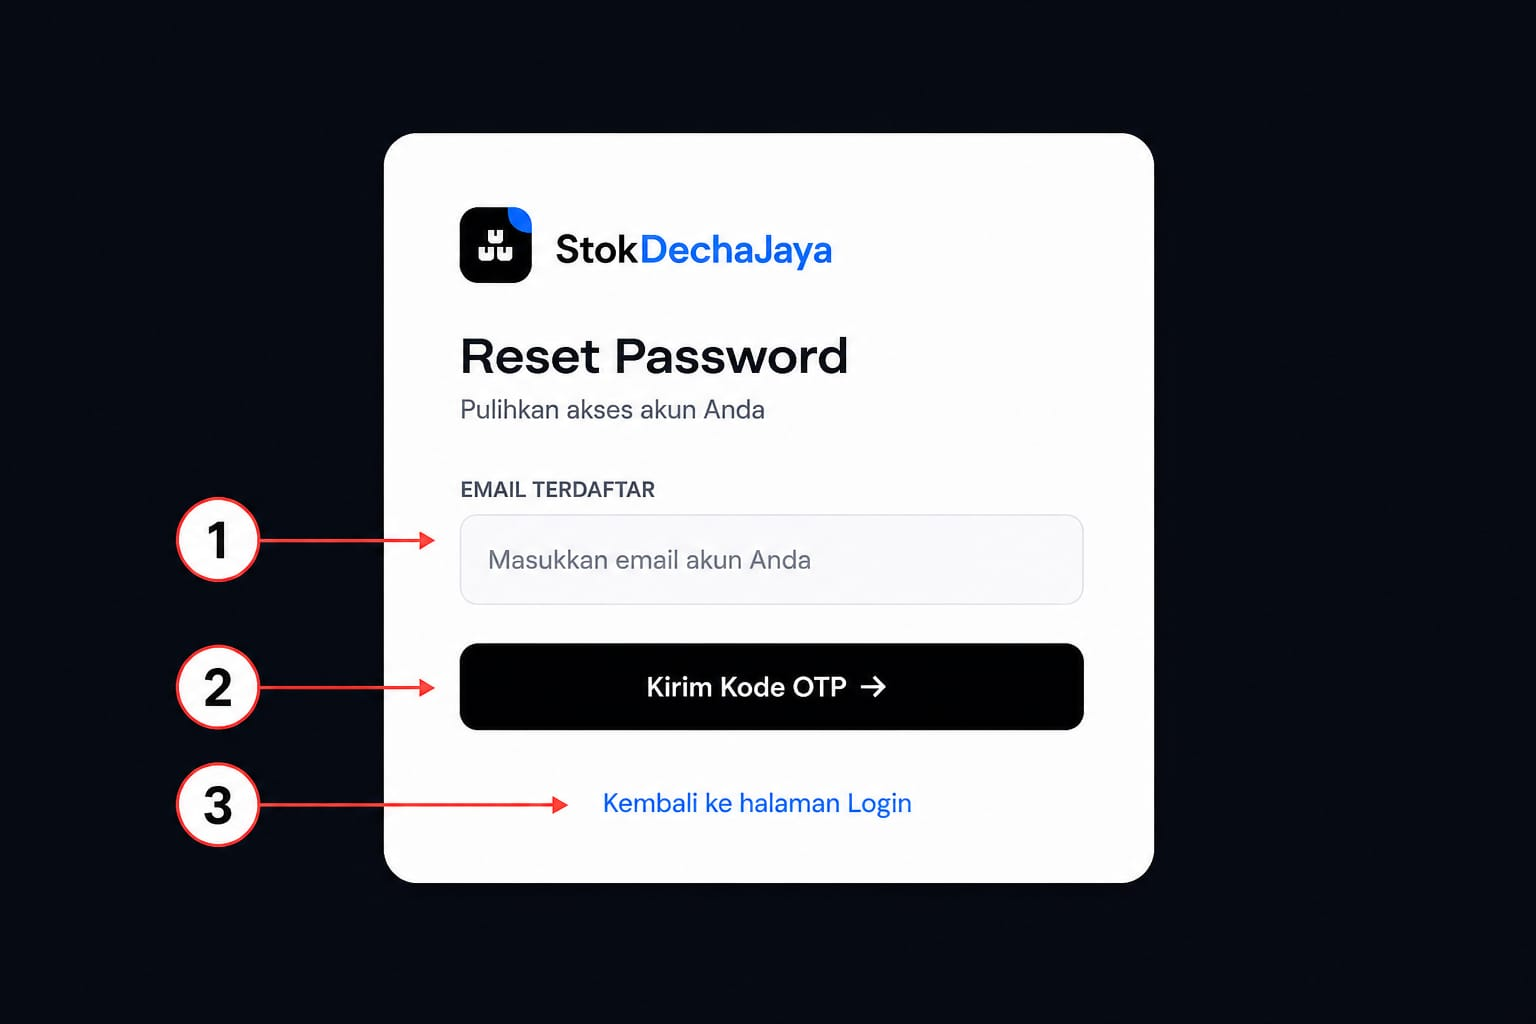 StokDechaJaya
Reset Password
Pulihkan akses akun Anda
EMAIL TERDAFTAR
1
Masukkan email akun Anda
2
Kirim Kode OTP →
3
Kembali ke halaman Login